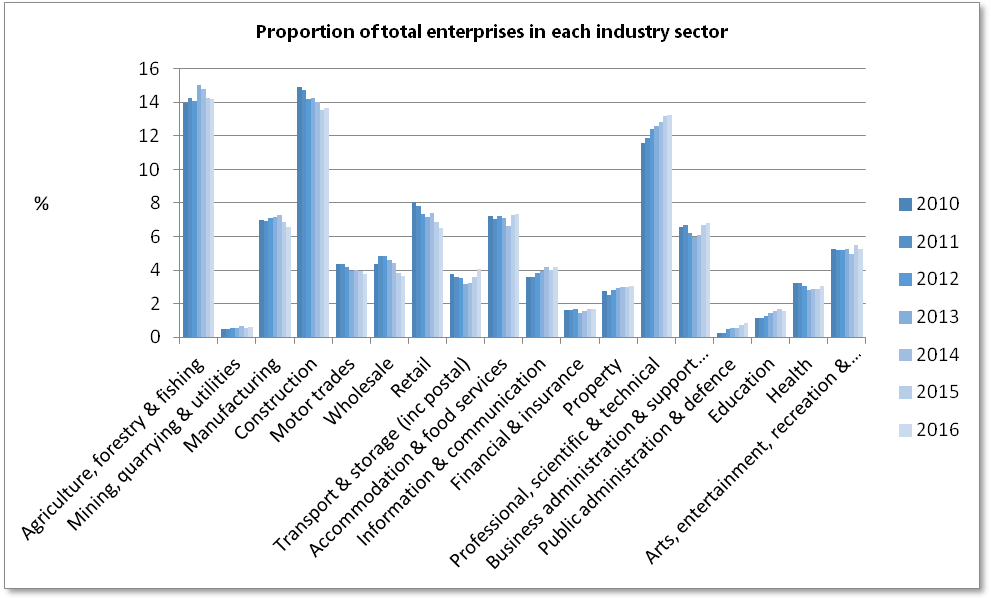 Proportion of total enterprises in each industry sector
%
16
14
12
10
8
6
4
2
0
Agriculture, forestry & fishing
Mining, quarrying & utilities
Manufacturing
Construction
Motor trades
Wholesale
Retail
Transport & storage (inc postal)
Accommodation & food services
Information & communication
Financial & insurance
Property
Professional, scientific & technical
Business administration & support...
Public administration & defence
Education
Health
Arts, entertainment, recreation &...
2010
2011
2012
2013
2014
2015
2016